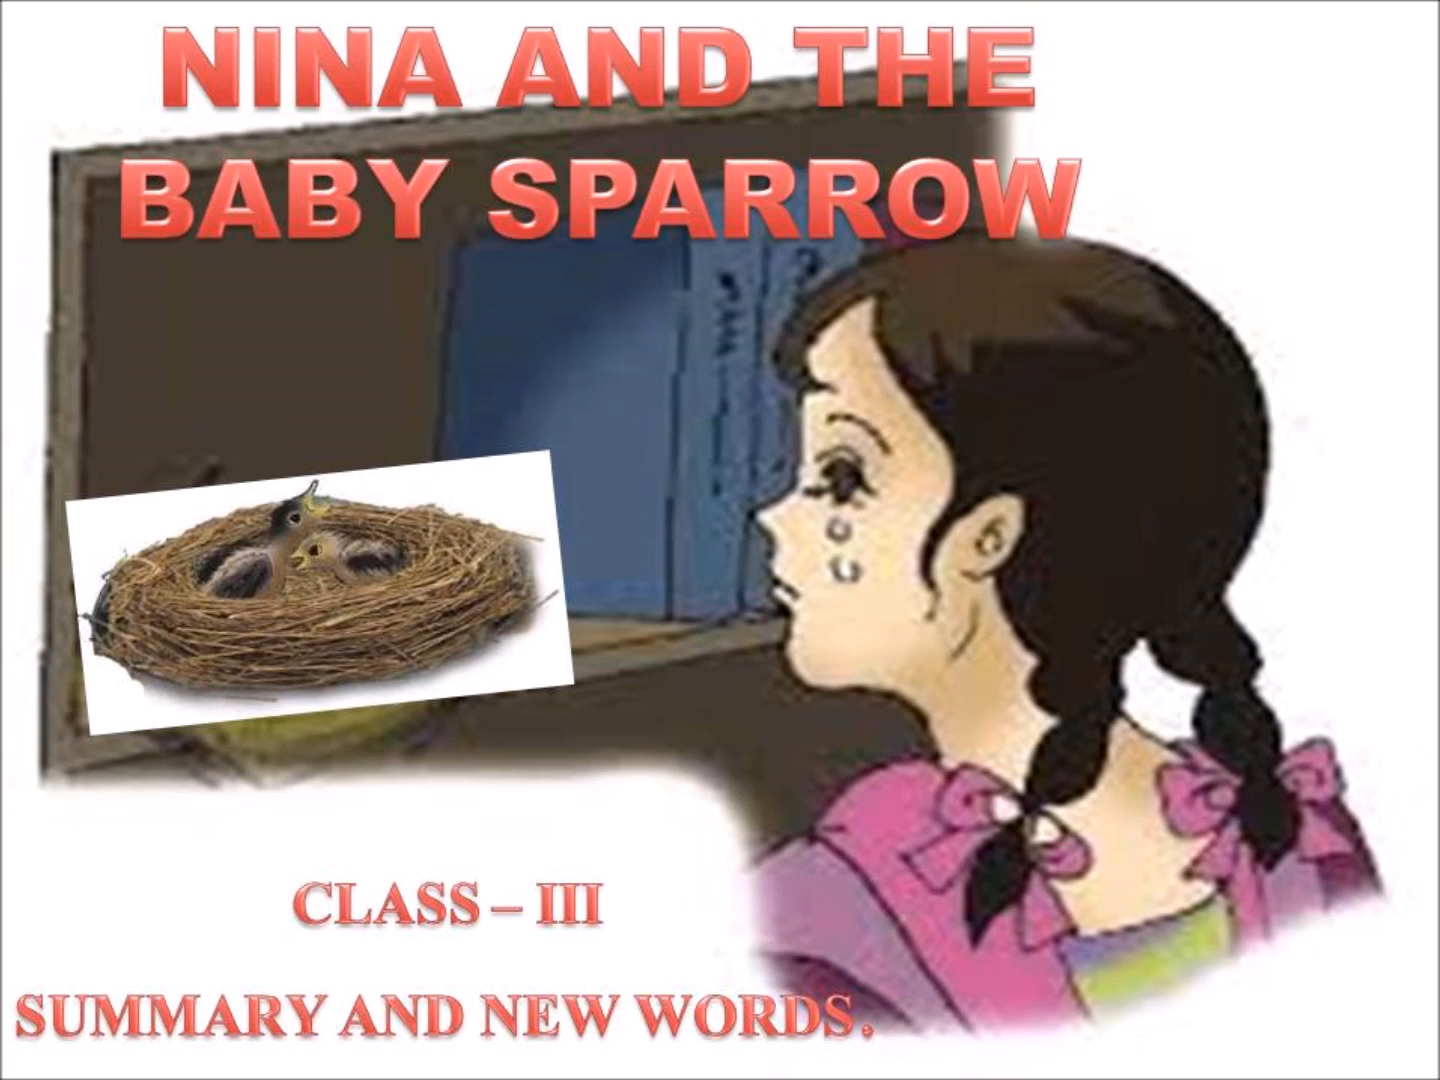 NINA AND THE
BABY SPARROW
CLASS – III
SUMMARY AND NEW WORDS.